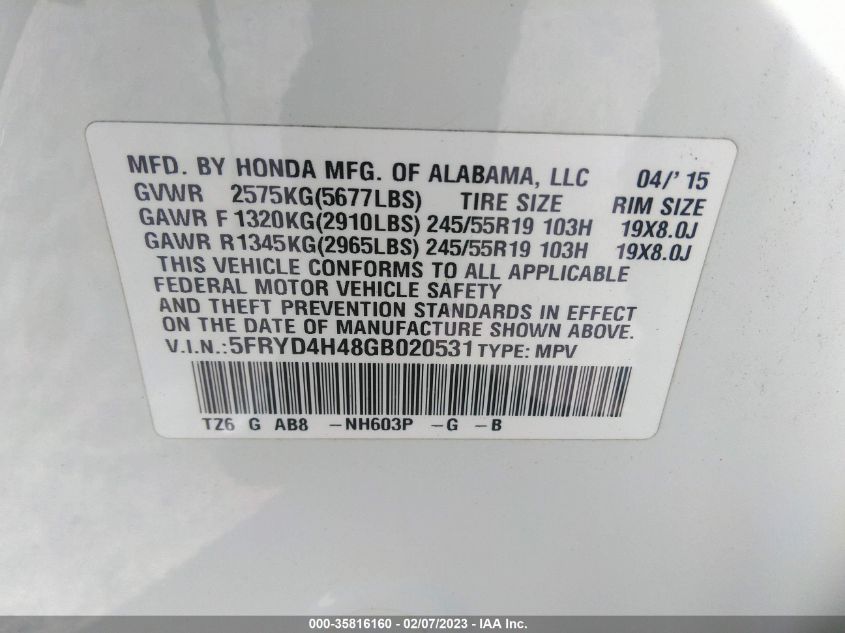 MFD. BY HONDA MFG. OF ALABAMA, LLC 04/' 15
GVWR 2575KG(5677LBS) TIRE SIZE RIM SIZE
GAWR F 1320KG(2910LBS) 245/55R19 103H 19X8.0J
GAWR R1345KG(2965LBS) 245/55R19 103H 19X8.0J
THIS VEHICLE CONFORMS TO ALL APPLICABLE
FEDERAL MOTOR VEHICLE SAFETY
AND THEFT PREVENTION STANDARDS IN EFFECT
ON THE DATE OF MANUFACTURE SHOWN ABOVE.
V.I.N.:5FRYD4H48GB020531 TYPE: MPV
TZ6 G AB8 -NH603P -G -B
000-35816160 - 02/07/2023 - IAA Inc.